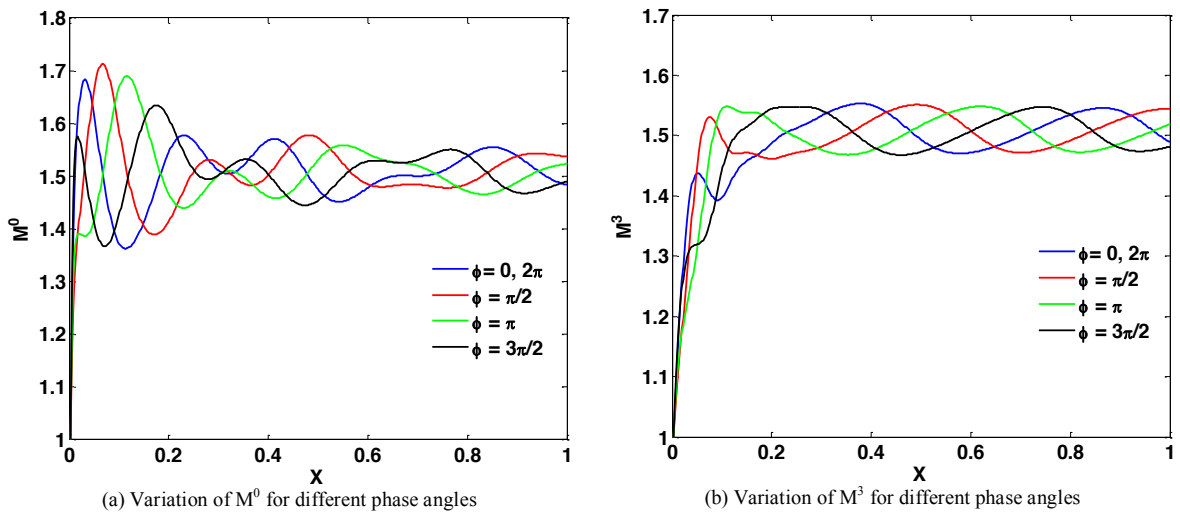 1.8
1.7
1.6
1.5
1.4
1.3
1.2
1.1
1
M⁰
0
0.2
0.4
0.6
0.8
1
X
ϕ= 0, 2π
ϕ = π/2
ϕ = π
ϕ = 3π/2
(a) Variation of M⁰ for different phase angles
1.7
1.6
1.5
1.4
1.3
1.2
1.1
1
M³
0
0.2
0.4
0.6
0.8
1
X
ϕ= 0, 2π
ϕ = π/2
ϕ = π
ϕ = 3π/2
(b) Variation of M³ for different phase angles